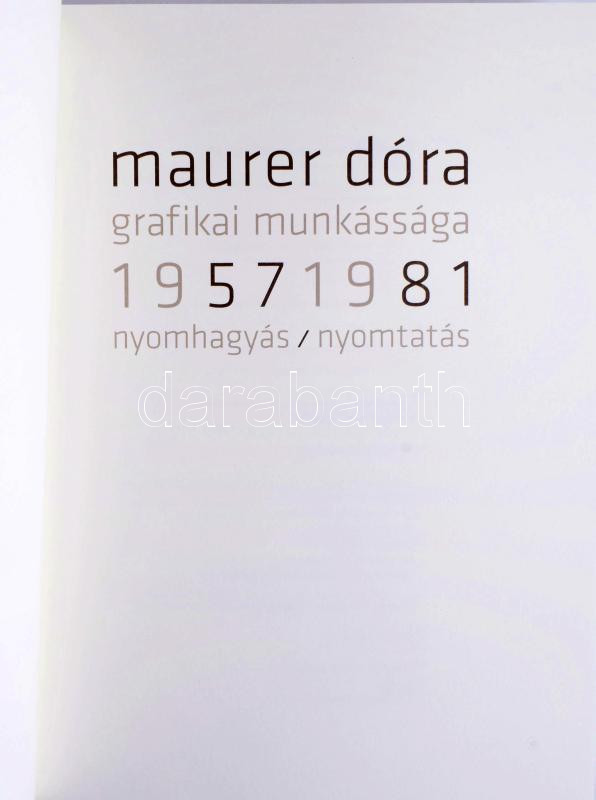 maurer dóra
grafikai munkássága
1957 1981
nyomhagyás / nyomtatás
darabanth